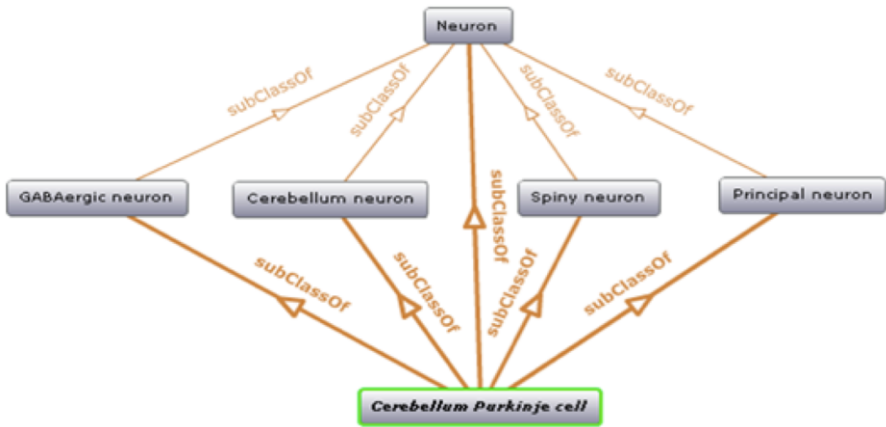 Neuron
subClassOf
subClassOf
subClassOf
subClassOf
GABAergic neuron
Cerebellum neuron
Spiny neuron
Principal neuron
subClassOf
subClassOf
subClassOf
subClassOf
subClassOf
Cerebellum Purkinje cell